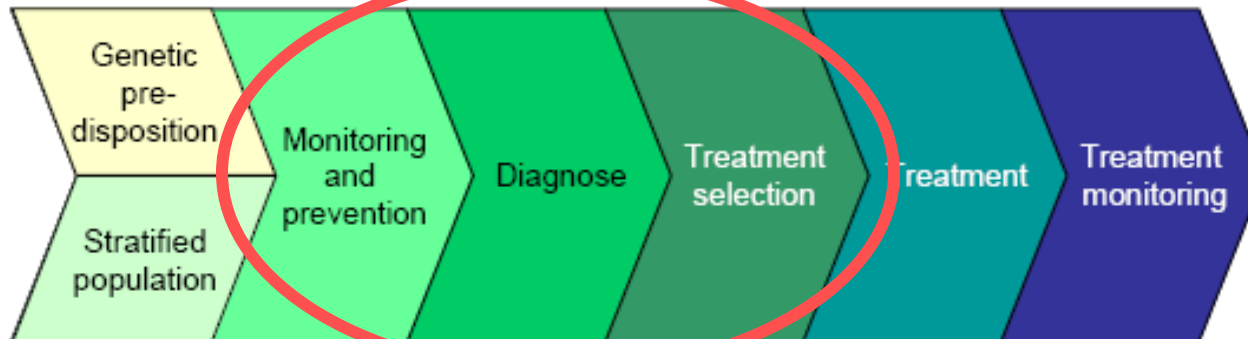 Genetic
pre-
disposition
Stratified
population
Monitoring
and
prevention
Diagnose
Treatment
selection
Treatment
Treatment
monitoring